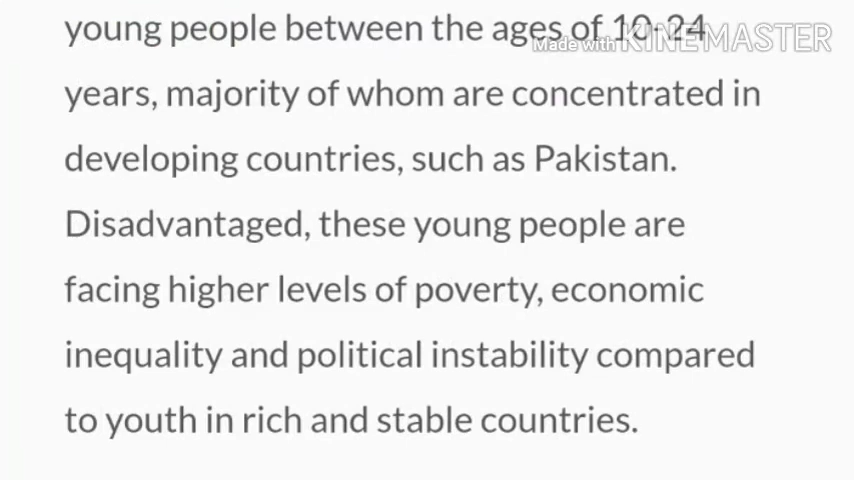 young people between the ages of 10-24
Made with KINEMASTER
years, majority of whom are concentrated in
developing countries, such as Pakistan.
Disadvantaged, these young people are
facing higher levels of poverty, economic
inequality and political instability compared
to youth in rich and stable countries.